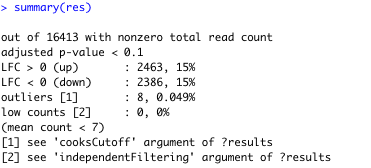 > summary(res)
out of 16413 with nonzero total read count
adjusted p-value < 0.1
LFC > 0 (up)       : 2463, 15%
LFC < 0 (down)     : 2386, 15%
outliers [1]       : 8, 0.049%
low counts [2]     : 0, 0%
(mean count < 7)
[1] see 'cooksCutoff' argument of ?results
[2] see 'independentFiltering' argument of ?results